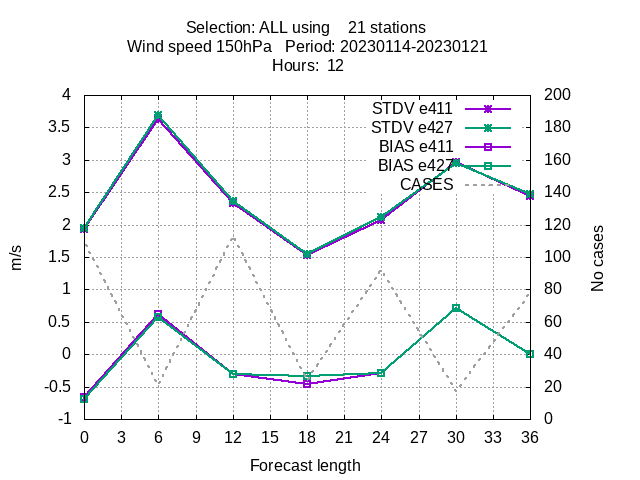 Selection: ALL using    21 stations
Wind speed 150hPa   Period: 20230114-20230121
Hours:  12
4
3.5
3
2.5
2
1.5
1
0.5
0
-0.5
-1
m/s
200
180
160
140
120
100
80
60
40
20
0
No cases
STDV e411
STDV e427
BIAS e411
BIAS e427
CASES
0 3 6 9 12 15 18 21 24 27 30 33 36
Forecast length